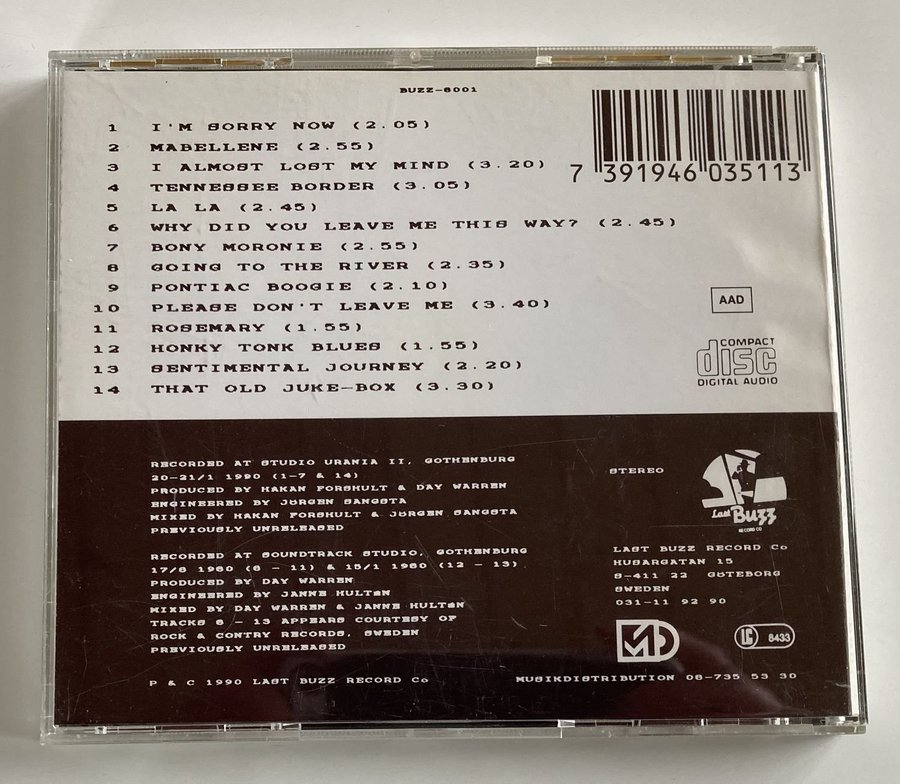 BUZZ-8001
7 391946 035113
1 I'M SORRY NOW (2.05)
2 MABELLENE (2.55)
3 I ALMOST LOST MY MIND (3.20)
4 TENNESSEE BORDER (3.05)
5 LA LA (2.45)
6 WHY DID YOU LEAVE ME THIS WAY? (2.45)
7 BONY MORONIE (2.55)
8 GOING TO THE RIVER (2.35)
9 PONTIAC BOOGIE (2.10)
10 PLEASE DON'T LEAVE ME (3.40)
11 ROSEMARY (1.55)
12 HONKY TONK BLUES (1.55)
13 SENTIMENTAL JOURNEY (2.20)
14 THAT OLD JUKE-BOX (3.30)
AAD
COMPACT
disc
DIGITAL AUDIO
RECORDED AT STUDIO URANIA II, GOTHENBURG
20-21/1 1990 (1-7 & 14)
PRODUCED BY HAKAN FORSHULT & DAY WARREN
ENGINEERED BY JÖRGEN SANGSTA
MIXED BY HAKAN FORSHULT & JÖRGEN SANGSTA
PREVIOUSLY UNRELEASED
RECORDED AT SOUNDTRACK STUDIO, GOTHENBURG
17/6 1980 (8 - 11) & 15/1 1980 (12 - 13)
PRODUCED BY DAY WARREN
ENGINEERED BY JANNE HULTéN
MIXED BY DAY WARREN & JANNE HULTéN
TRACKS 8 - 13 APPEARS COURTESY OF
ROCK & CONTRY RECORDS, SWEDEN
PREVIOUSLY UNRELEASED
P & C 1990 LAST BUZZ RECORD Co
STEREO
Last Buzz
RECORD CO
LAST BUZZ RECORD Co
HUSARGATAN 15
S-411 22 GöTEBORG
SWEDEN
031-11 92 90
MD
LC 8433
MUSIKDISTRIBUTION 08-735 53 30